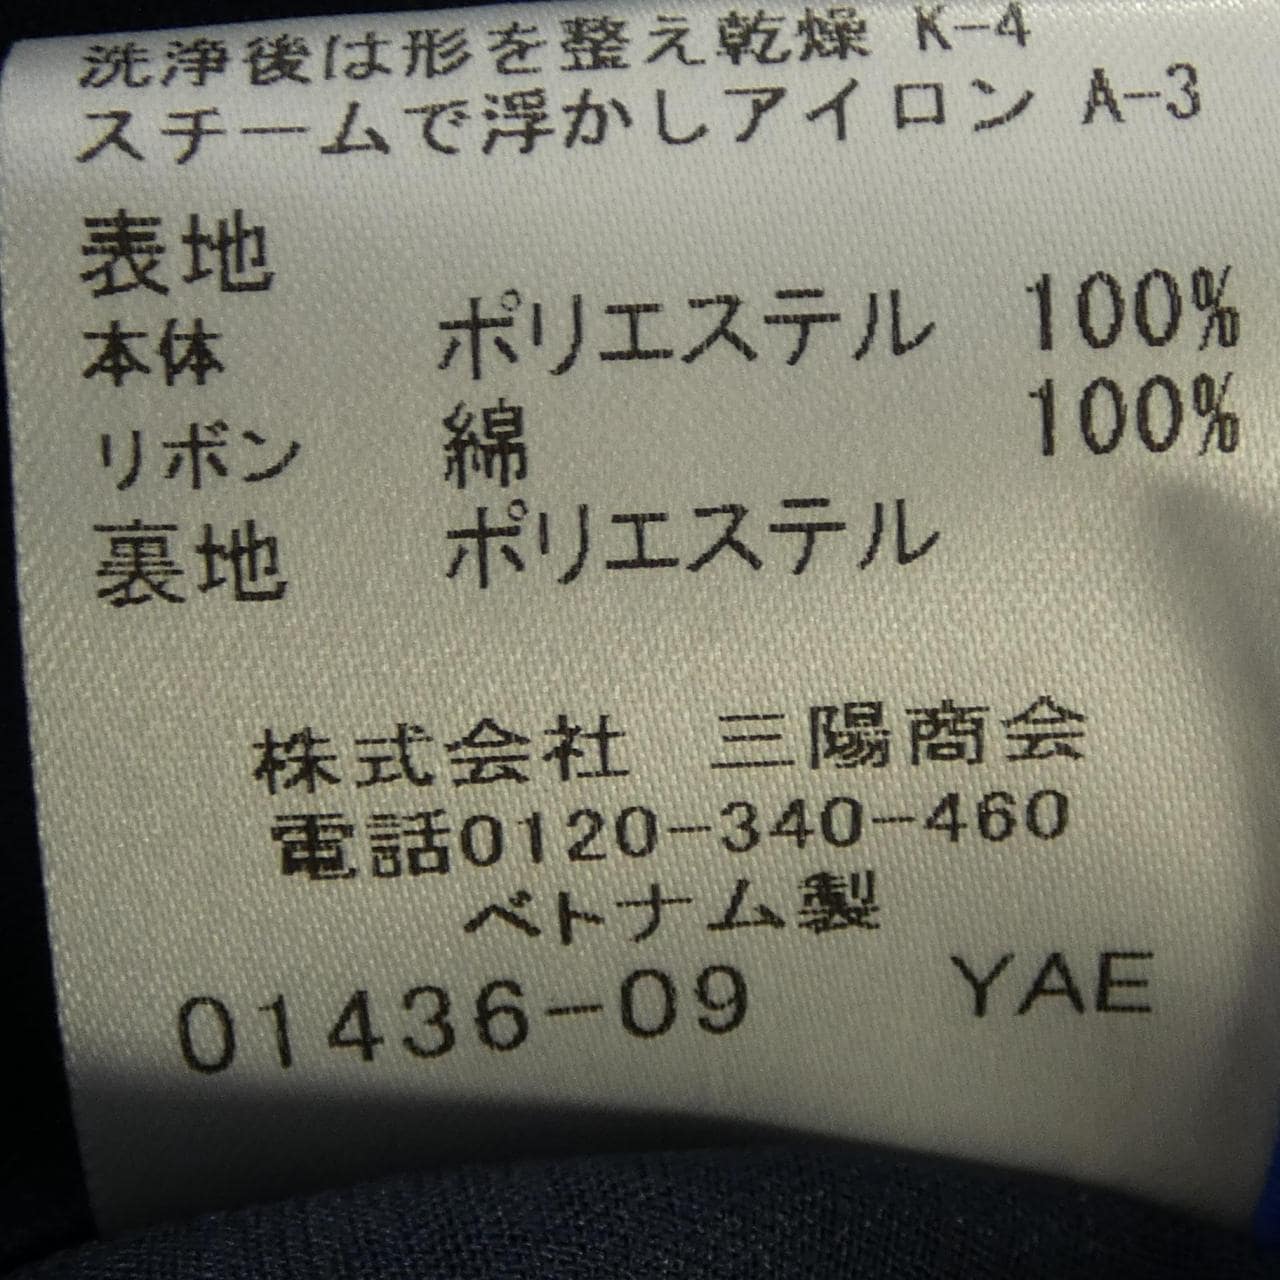 洗浄後は形を整え乾燥 K-4
スチームで浮かしアイロン A-3
表地
本体 ポリエステル 100%
リボン 綿 100%
裏地 ポリエステル
株式会社 三陽商会
電話0120-340-460
ベトナム製
01436-09 YAE